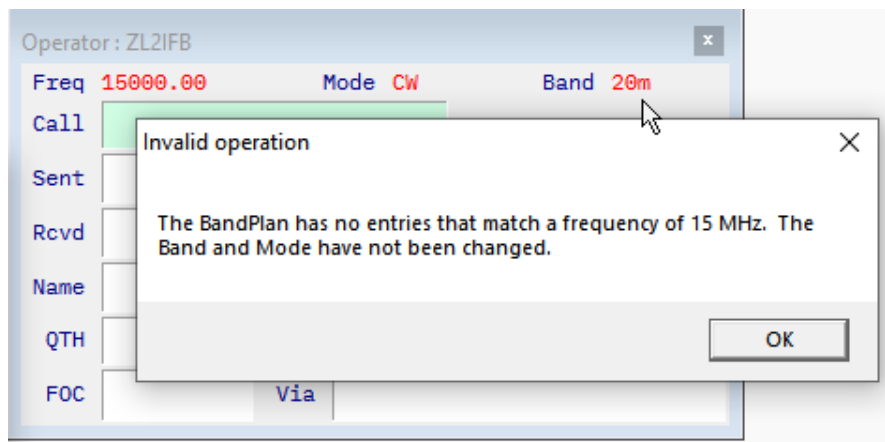 Operator : ZL2IFB x
Freq 15000.00 Mode CW Band 20m
Call
Invalid operation
Sent
The BandPlan has no entries that match a frequency of 15 MHz. The
Band and Mode have not been changed.
Rcvd
Name
QTH
OK
FOC Via